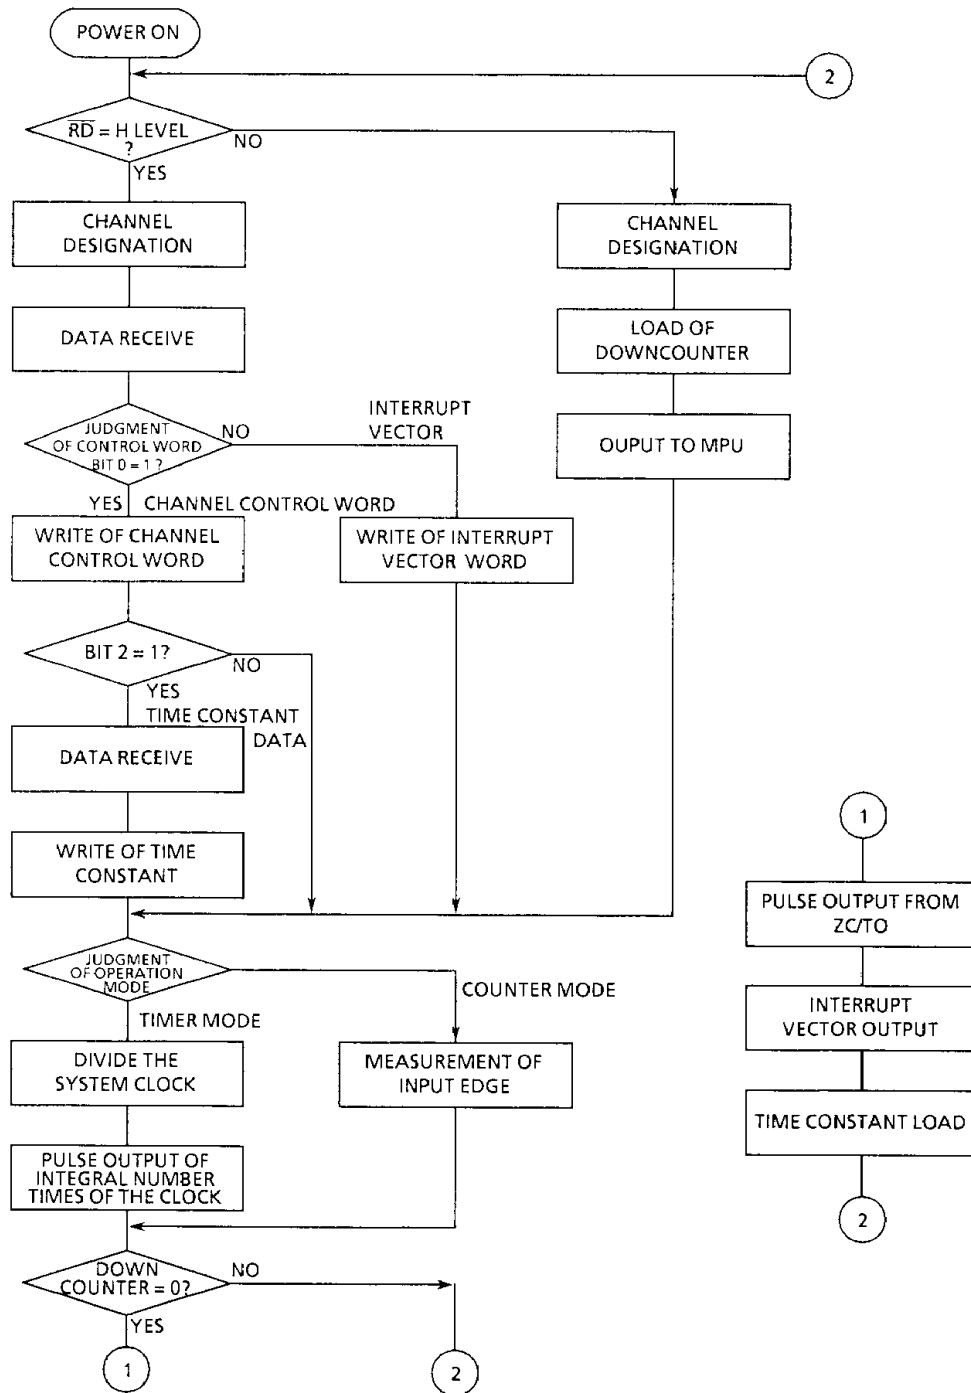 POWER ON
2
RD = H LEVEL
?
NO
YES
CHANNEL
DESIGNATION
CHANNEL
DESIGNATION
DATA RECEIVE
LOAD OF
DOWNCOUNTER
JUDGMENT
OF CONTROL WORD
BIT 0 = 1 ?
NO
INTERRUPT
VECTOR
OUPUT TO MPU
YES
CHANNEL CONTROL WORD
WRITE OF CHANNEL
CONTROL WORD
WRITE OF INTERRUPT
VECTOR WORD
BIT 2 = 1?
NO
YES
TIME CONSTANT
DATA
DATA RECEIVE
WRITE OF TIME
CONSTANT
JUDGMENT
OF OPERATION
MODE
COUNTER MODE
TIMER MODE
DIVIDE THE
SYSTEM CLOCK
MEASUREMENT OF
INPUT EDGE
PULSE OUTPUT OF
INTEGRAL NUMBER
TIMES OF THE CLOCK
DOWN
COUNTER = 0?
NO
YES
1
2
1
PULSE OUTPUT FROM
ZC/TO
INTERRUPT
VECTOR OUTPUT
TIME CONSTANT LOAD
2